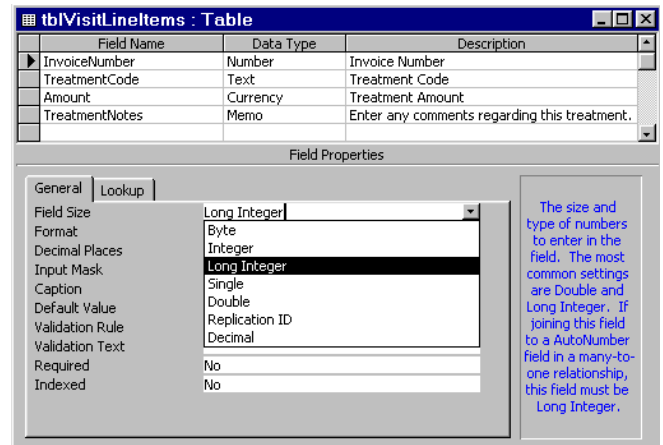 tblVisitLineItems : Table
Field Name Data Type Description
InvoiceNumber Number Invoice Number
TreatmentCode Text Treatment Code
Amount Currency Treatment Amount
TreatmentNotes Memo Enter any comments regarding this treatment.
Field Properties
General Lookup
Field Size Long Integer
Format Byte
Decimal Places Integer
Input Mask Long Integer
Caption Single
Default Value Double
Validation Rule Replication ID
Validation Text Decimal
Required No
Indexed No
The size and
type of numbers
to enter in the
field. The most
common settings
are Double and
Long Integer. If
joining this field
to a AutoNumber
field in a many-to-
one relationship,
this field must be
Long Integer.